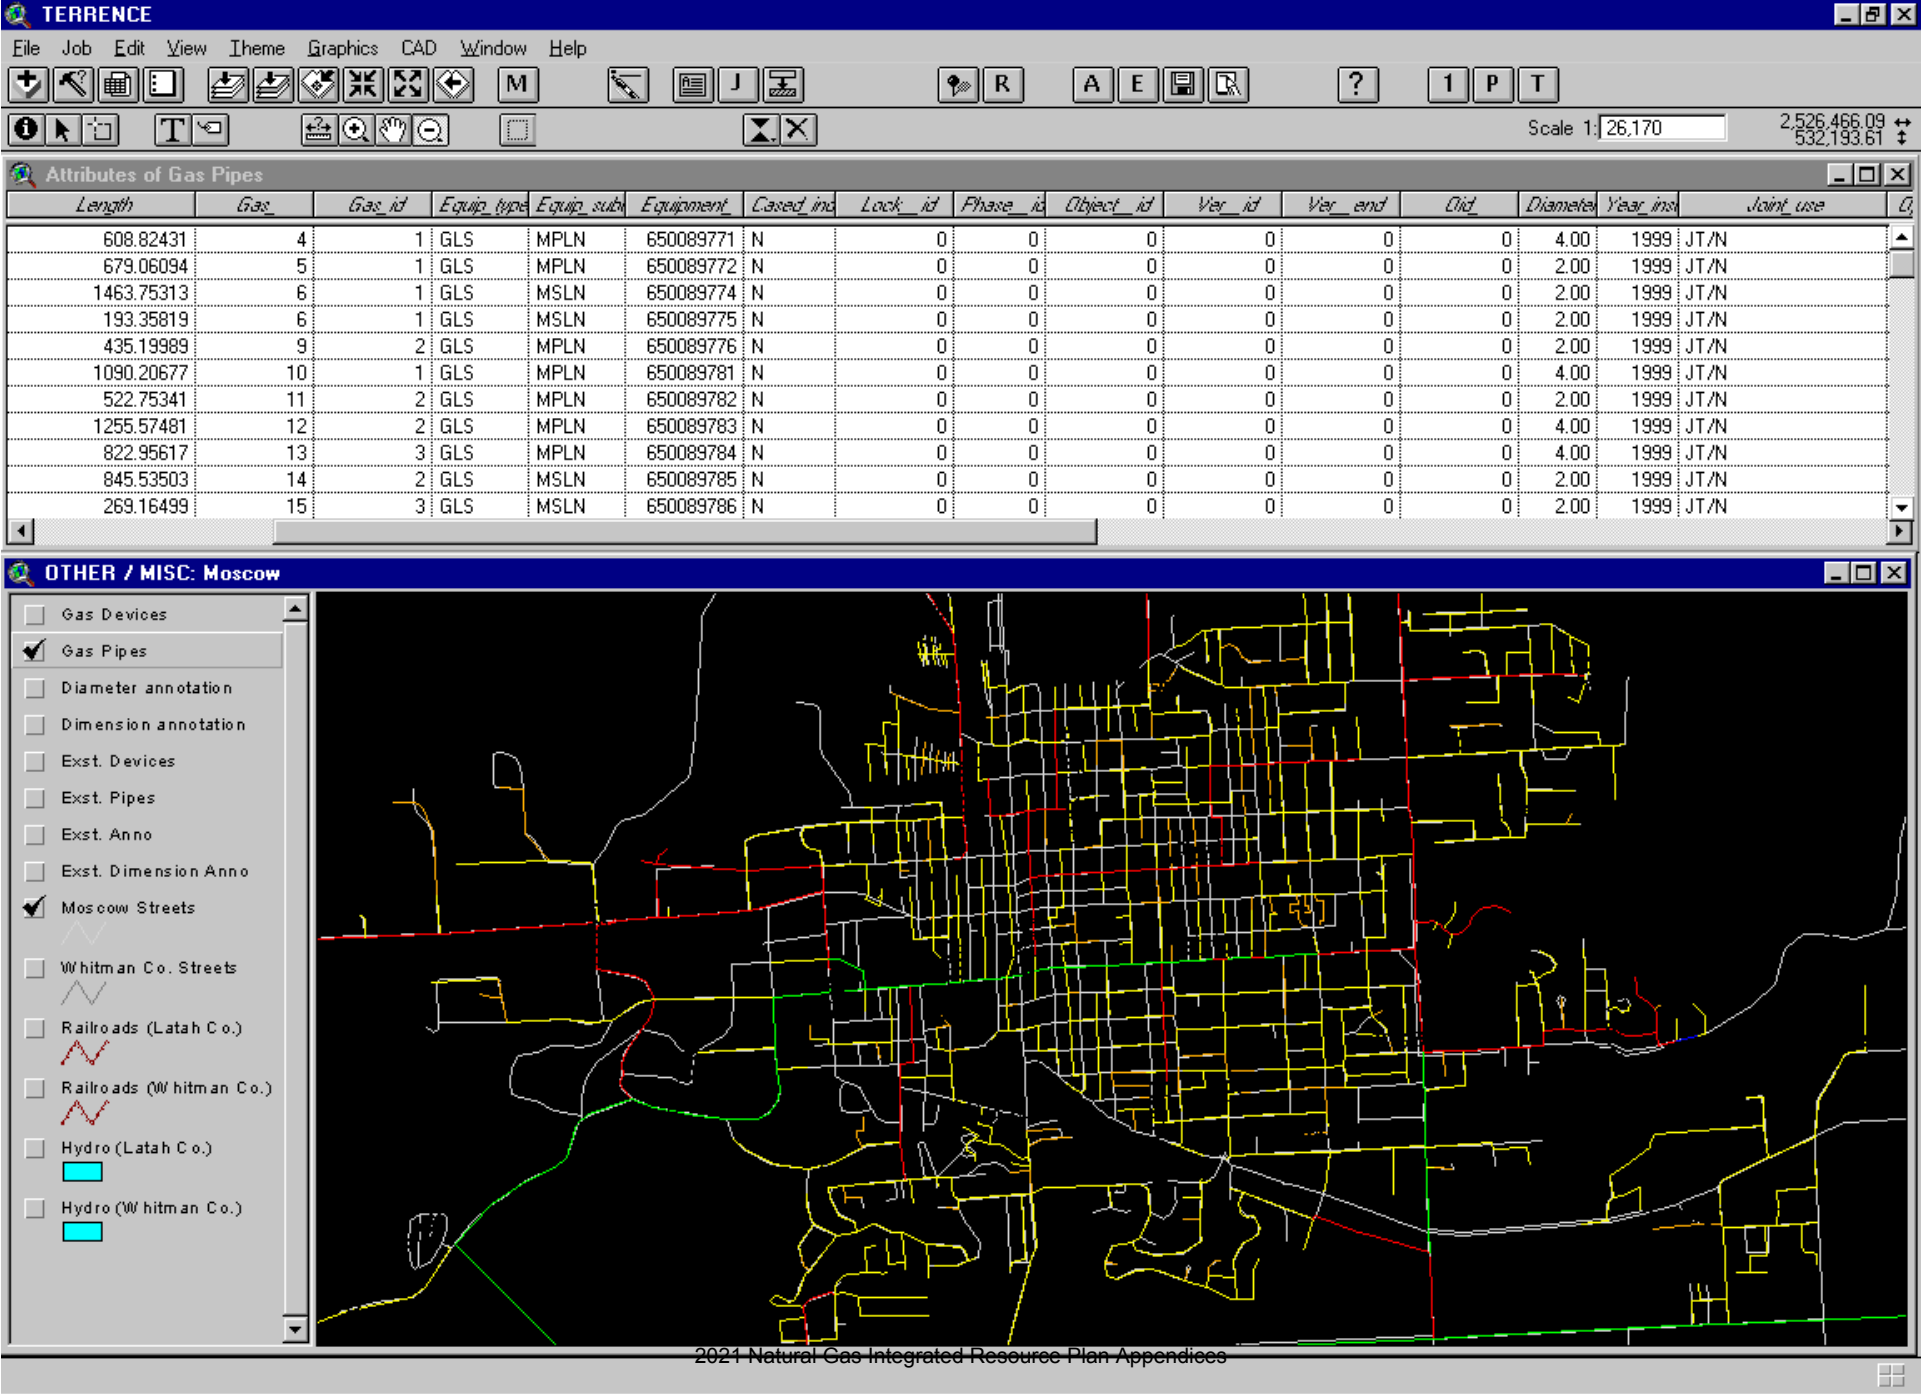 TERRENCE
File Job Edit View Theme Graphics CAD Window Help
M J R A E ? 1 P T
T Scale 1: 26,170 2,526,466.09
532,193.61
Attributes of Gas Pipes
Length Gas_ Gas_id Equip_type Equip_sub Equipment_ Cased_ind Lock__id Phase__id Object__id Ver__id Ver__end Oid_ Diameter Year_inst Joint_use
608.82431 4 1 GLS MPLN 650089771 N 0 0 0 0 0 0 4.00 1999 JT/N
679.06094 5 1 GLS MPLN 650089772 N 0 0 0 0 0 0 2.00 1999 JT/N
1463.75313 6 1 GLS MSLN 650089774 N 0 0 0 0 0 0 2.00 1999 JT/N
193.35819 6 1 GLS MSLN 650089775 N 0 0 0 0 0 0 2.00 1999 JT/N
435.19989 9 2 GLS MPLN 650089776 N 0 0 0 0 0 0 2.00 1999 JT/N
1090.20677 10 1 GLS MPLN 650089781 N 0 0 0 0 0 0 4.00 1999 JT/N
522.75341 11 2 GLS MPLN 650089782 N 0 0 0 0 0 0 2.00 1999 JT/N
1255.57481 12 2 GLS MPLN 650089783 N 0 0 0 0 0 0 4.00 1999 JT/N
822.95617 13 3 GLS MPLN 650089784 N 0 0 0 0 0 0 4.00 1999 JT/N
845.53503 14 2 GLS MSLN 650089785 N 0 0 0 0 0 0 2.00 1999 JT/N
269.16499 15 3 GLS MSLN 650089786 N 0 0 0 0 0 0 2.00 1999 JT/N
OTHER / MISC: Moscow
Gas Devices
Gas Pipes
Diameter annotation
Dimension annotation
Exst. Devices
Exst. Pipes
Exst. Anno
Exst. Dimension Anno
Moscow Streets
Whitman Co. Streets
Railroads (Latah Co.)
Railroads (Whitman Co.)
Hydro (Latah Co.)
Hydro (Whitman Co.)
2021 Natural Gas Integrated Resource Plan Appendices